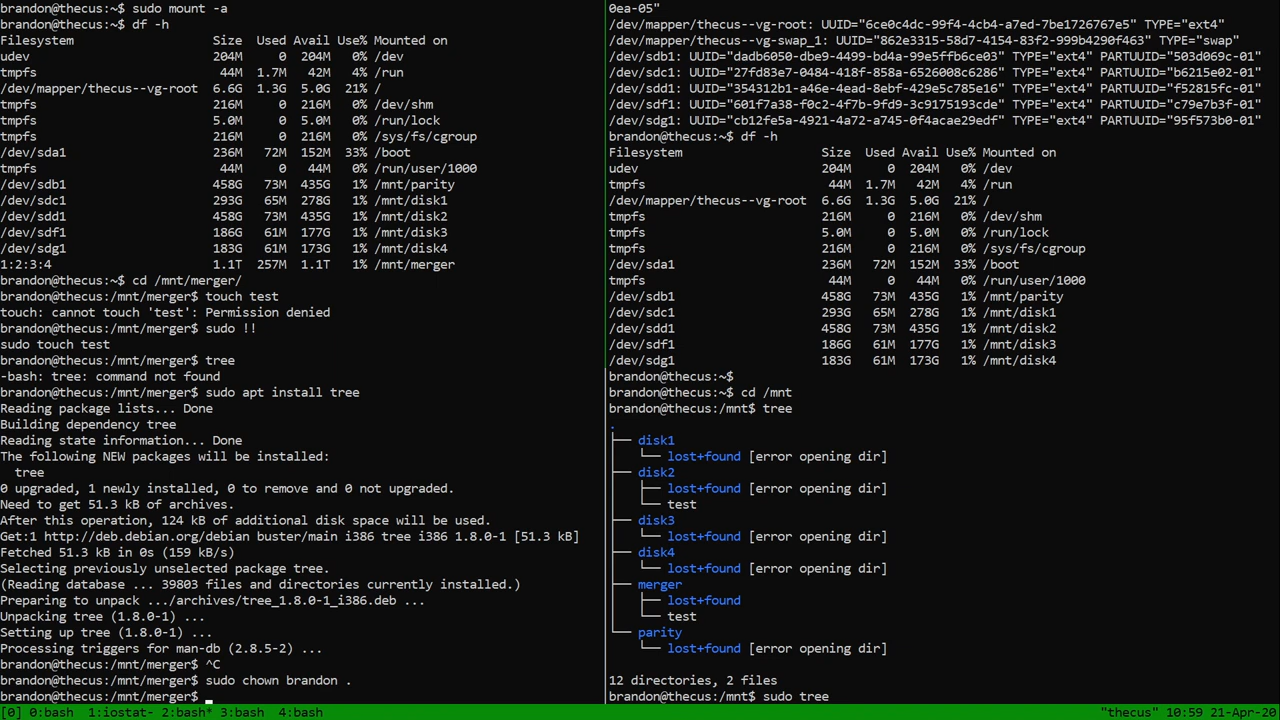 brandon@thecus:~$ sudo mount -a
brandon@thecus:~$ df -h
Filesystem                   Size  Used Avail Use% Mounted on
udev                         204M     0  204M   0% /dev
tmpfs                         44M  1.7M   42M   4% /run
/dev/mapper/thecus--vg-root  6.6G  1.3G  5.0G  21% /
tmpfs                        216M     0  216M   0% /dev/shm
tmpfs                        5.0M     0  5.0M   0% /run/lock
tmpfs                        216M     0  216M   0% /sys/fs/cgroup
/dev/sda1                    236M   72M  152M  33% /boot
tmpfs                         44M     0   44M   0% /run/user/1000
/dev/sdb1                    458G   73M  435G   1% /mnt/parity
/dev/sdc1                    293G   65M  278G   1% /mnt/disk1
/dev/sdd1                    458G   73M  435G   1% /mnt/disk2
/dev/sdf1                    186G   61M  177G   1% /mnt/disk3
/dev/sdg1                    183G   61M  173G   1% /mnt/disk4
1:2:3:4                      1.1T  257M  1.1T   1% /mnt/merger
brandon@thecus:~$ cd /mnt/merger/
brandon@thecus:/mnt/merger$ touch test
touch: cannot touch 'test': Permission denied
brandon@thecus:/mnt/merger$ sudo !!
sudo touch test
brandon@thecus:/mnt/merger$ tree
-bash: tree: command not found
brandon@thecus:/mnt/merger$ sudo apt install tree
Reading package lists... Done
Building dependency tree
Reading state information... Done
The following NEW packages will be installed:
  tree
0 upgraded, 1 newly installed, 0 to remove and 0 not upgraded.
Need to get 51.3 kB of archives.
After this operation, 124 kB of additional disk space will be used.
Get:1 http://deb.debian.org/debian buster/main i386 tree i386 1.8.0-1 [51.3 kB]
Fetched 51.3 kB in 0s (159 kB/s)
Selecting previously unselected package tree.
(Reading database ... 39803 files and directories currently installed.)
Preparing to unpack .../archives/tree_1.8.0-1_i386.deb ...
Unpacking tree (1.8.0-1) ...
Setting up tree (1.8.0-1) ...
Processing triggers for man-db (2.8.5-2) ...
brandon@thecus:/mnt/merger$ ^C
brandon@thecus:/mnt/merger$ sudo chown brandon .
brandon@thecus:/mnt/merger$
0ea-05"
/dev/mapper/thecus--vg-root: UUID="6ce0c4dc-99f4-4cb4-a7ed-7be1726767e5" TYPE="ext4"
/dev/mapper/thecus--vg-swap_1: UUID="862e3315-58d7-4154-83f2-999b4290f463" TYPE="swap"
/dev/sdb1: UUID="dadb6050-dbe9-4499-bd4a-99e5ffb6ce03" TYPE="ext4" PARTUUID="503d069c-01"
/dev/sdc1: UUID="27fd83e7-0484-418f-858a-6526008c6286" TYPE="ext4" PARTUUID="b6215e02-01"
/dev/sdd1: UUID="354312b1-a46e-4ead-8ebf-429e5c785e16" TYPE="ext4" PARTUUID="f52815fc-01"
/dev/sdf1: UUID="601f7a38-f0c2-4f7b-9fd9-3c9175193cde" TYPE="ext4" PARTUUID="c79e7b3f-01"
/dev/sdg1: UUID="cb12fe5a-4921-4a72-a745-0f4acae29edf" TYPE="ext4" PARTUUID="95f573b0-01"
brandon@thecus:~$ df -h
Filesystem                   Size  Used Avail Use% Mounted on
udev                         204M     0  204M   0% /dev
tmpfs                         44M  1.7M   42M   4% /run
/dev/mapper/thecus--vg-root  6.6G  1.3G  5.0G  21% /
tmpfs                        216M     0  216M   0% /dev/shm
tmpfs                        5.0M     0  5.0M   0% /run/lock
tmpfs                        216M     0  216M   0% /sys/fs/cgroup
/dev/sda1                    236M   72M  152M  33% /boot
tmpfs                         44M     0   44M   0% /run/user/1000
/dev/sdb1                    458G   73M  435G   1% /mnt/parity
/dev/sdc1                    293G   65M  278G   1% /mnt/disk1
/dev/sdd1                    458G   73M  435G   1% /mnt/disk2
/dev/sdf1                    186G   61M  177G   1% /mnt/disk3
/dev/sdg1                    183G   61M  173G   1% /mnt/disk4
brandon@thecus:~$
brandon@thecus:~$ cd /mnt
brandon@thecus:/mnt$ tree
.
├── disk1
│   └── lost+found [error opening dir]
├── disk2
│   ├── lost+found [error opening dir]
│   └── test
├── disk3
│   └── lost+found [error opening dir]
├── disk4
│   └── lost+found [error opening dir]
├── merger
│   ├── lost+found
│   └── test
└── parity
    └── lost+found [error opening dir]
12 directories, 2 files
brandon@thecus:/mnt$ sudo tree
[0] 0:bash  1:iostat- 2:bash* 3:bash  4:bash "thecus" 10:59 21-Apr-20